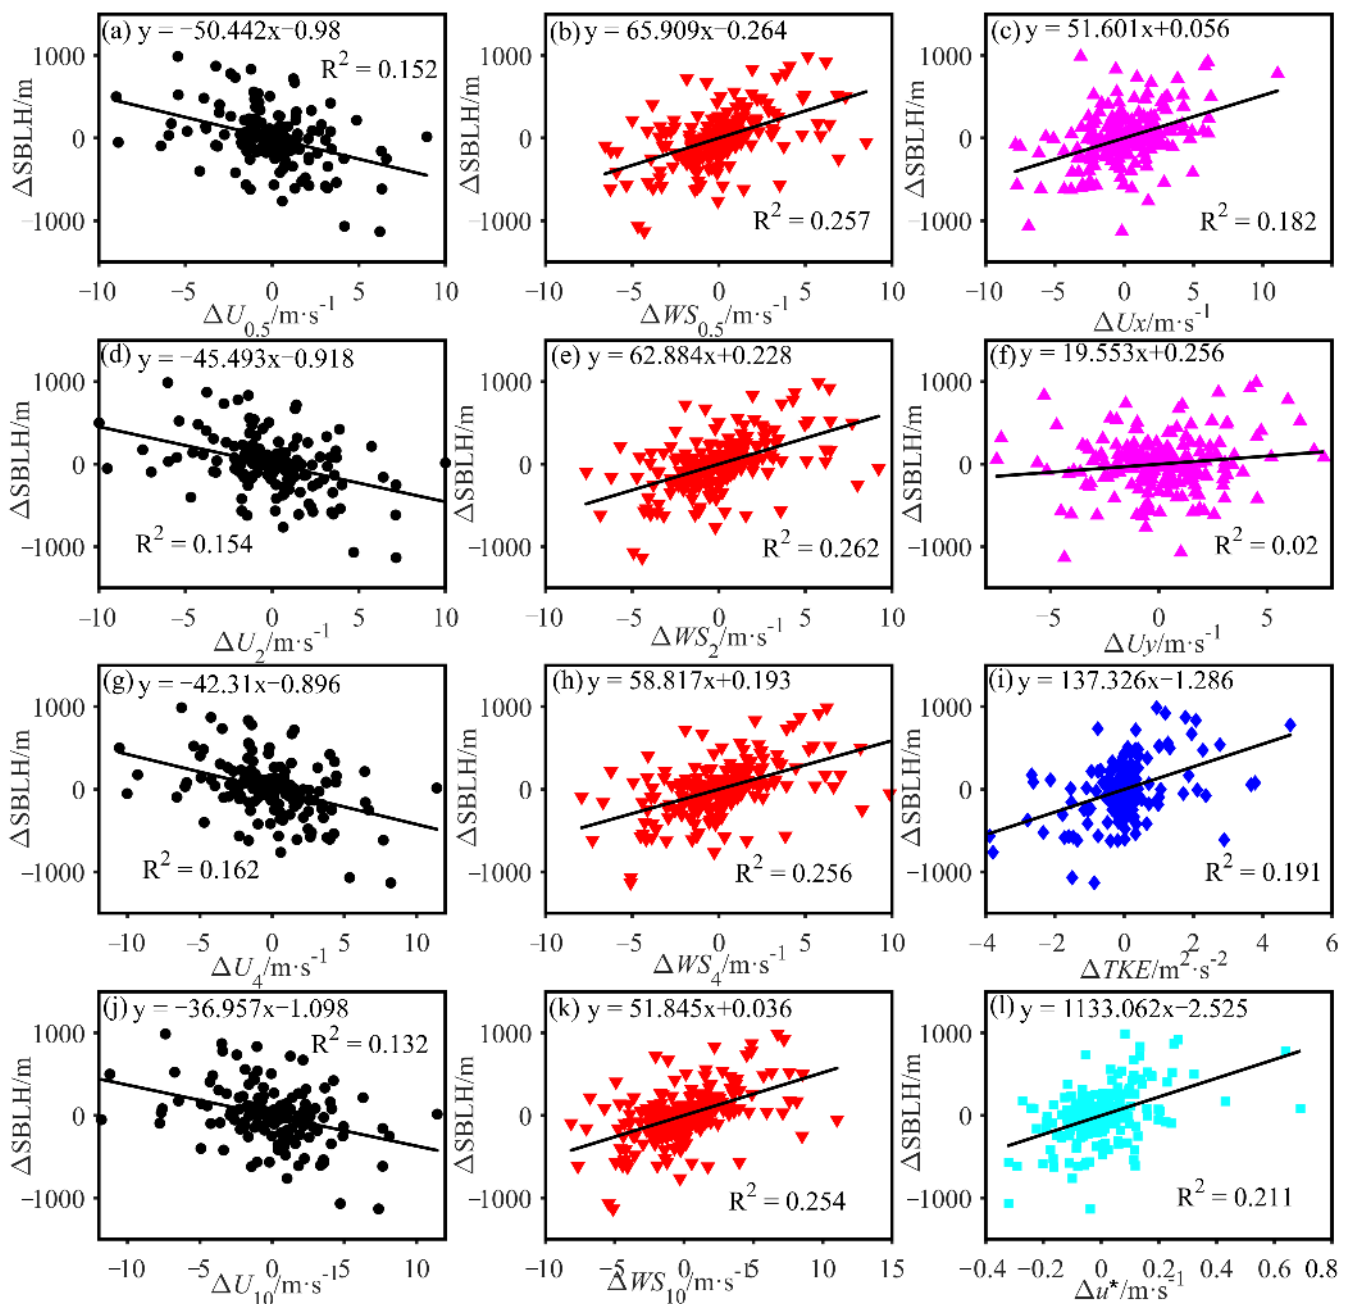 (a) y = −50.442x−0.98
R² = 0.152
1000
0
−1000
ΔSBLH/m
−10 −5 0 5 10
ΔU0.5/m·s-1
(b) y = 65.909x−0.264
R² = 0.257
1000
0
−1000
ΔSBLH/m
−10 −5 0 5 10
ΔWS0.5/m·s-1
(c) y = 51.601x+0.056
R² = 0.182
1000
0
−1000
ΔSBLH/m
−10 −5 0 5 10
ΔUx/m·s-1
(d) y = −45.493x−0.918
R² = 0.154
1000
0
−1000
ΔSBLH/m
−10 −5 0 5 10
ΔU2/m·s-1
(e) y = 62.884x+0.228
R² = 0.262
1000
0
−1000
ΔSBLH/m
−10 −5 0 5 10
ΔWS2/m·s-1
(f) y = 19.553x+0.256
R² = 0.02
1000
0
−1000
ΔSBLH/m
−5 0 5
ΔUy/m·s-1
(g) y = −42.31x−0.896
R² = 0.162
1000
0
−1000
ΔSBLH/m
−10 −5 0 5 10
ΔU4/m·s-1
(h) y = 58.817x+0.193
R² = 0.256
1000
0
−1000
ΔSBLH/m
−10 −5 0 5 10
ΔWS4/m·s-1
(i) y = 137.326x−1.286
R² = 0.191
1000
0
−1000
ΔSBLH/m
−4 −2 0 2 4 6
ΔTKE/m2·s-2
(j) y = −36.957x−1.098
R² = 0.132
1000
0
−1000
ΔSBLH/m
−10 −5 0 5 10
ΔU10/m·s-1
(k) y = 51.845x+0.036
R² = 0.254
1000
0
−1000
ΔSBLH/m
−15 −10 −5 0 5 10 15
ΔWS10/m·s-1
(l) y = 1133.062x−2.525
R² = 0.211
1000
0
−1000
ΔSBLH/m
−0.4 −0.2 0 0.2 0.4 0.6 0.8
Δu*/m·s-1